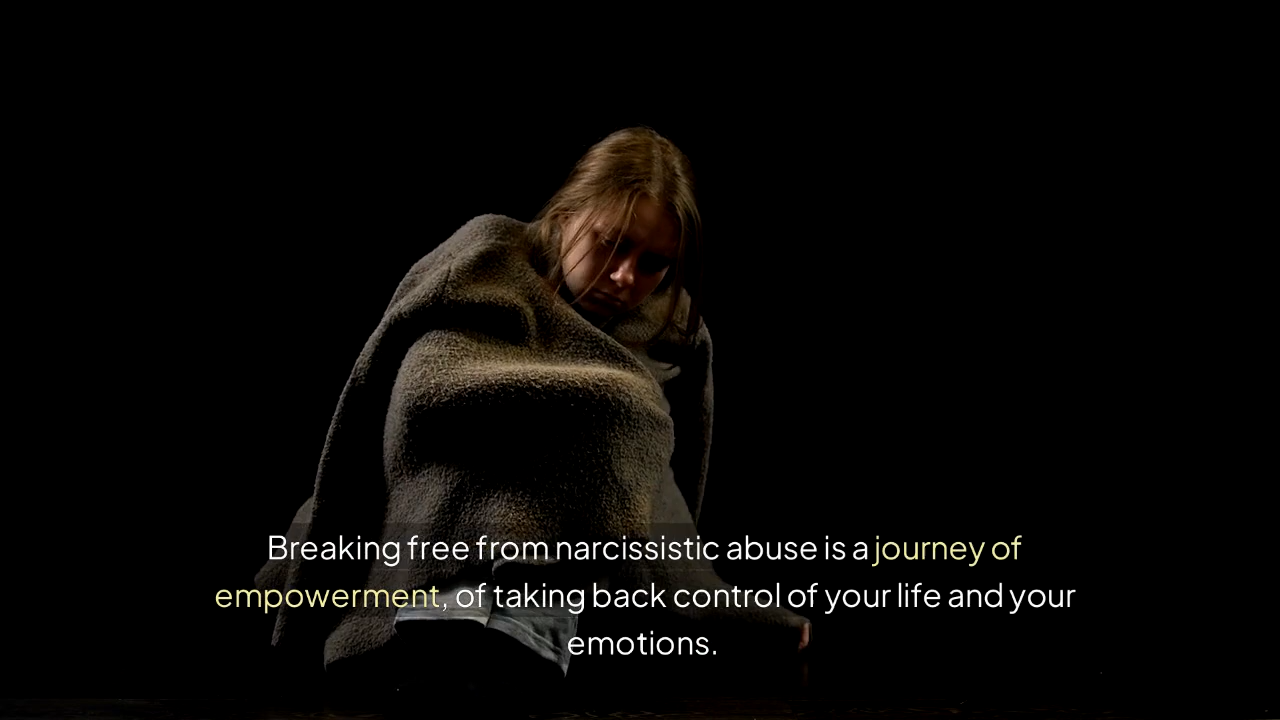 Breaking free from narcissistic abuse is a journey of
empowerment, of taking back control of your life and your
emotions.